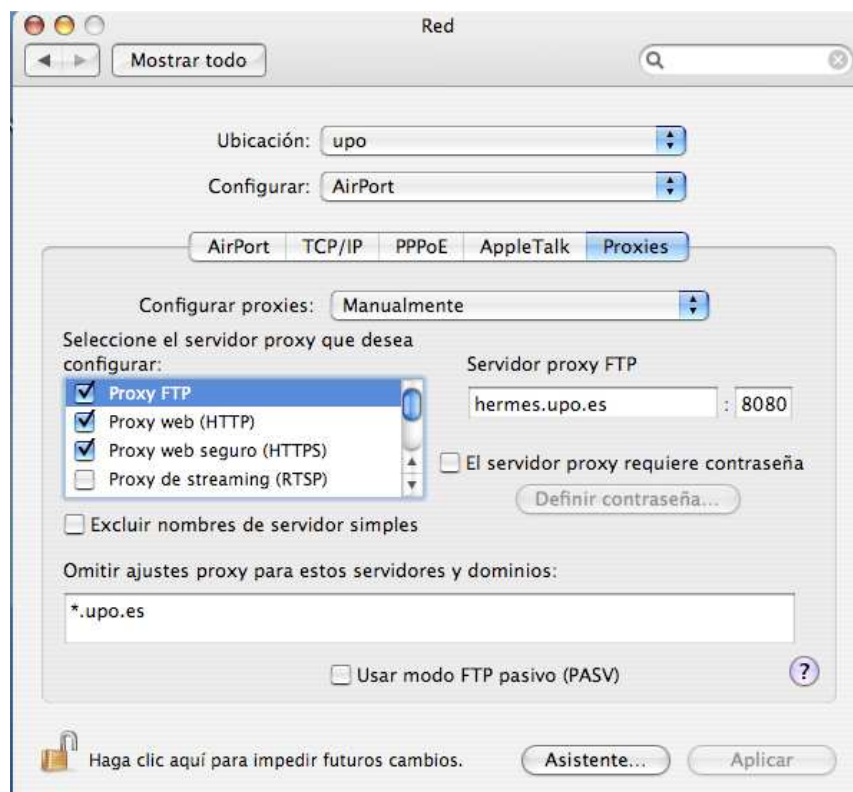 Red
Mostrar todo
Ubicación: upo
Configurar: AirPort
AirPort TCP/IP PPPoE AppleTalk Proxies
Configurar proxies: Manualmente
Seleccione el servidor proxy que desea
configurar:
Servidor proxy FTP
Proxy FTP
Proxy web (HTTP)
Proxy web seguro (HTTPS)
Proxy de streaming (RTSP)
hermes.upo.es : 8080
El servidor proxy requiere contraseña
Definir contraseña...
Excluir nombres de servidor simples
Omitir ajustes proxy para estos servidores y dominios:
*.upo.es
Usar modo FTP pasivo (PASV)
?
Haga clic aquí para impedir futuros cambios.
Asistente... Aplicar